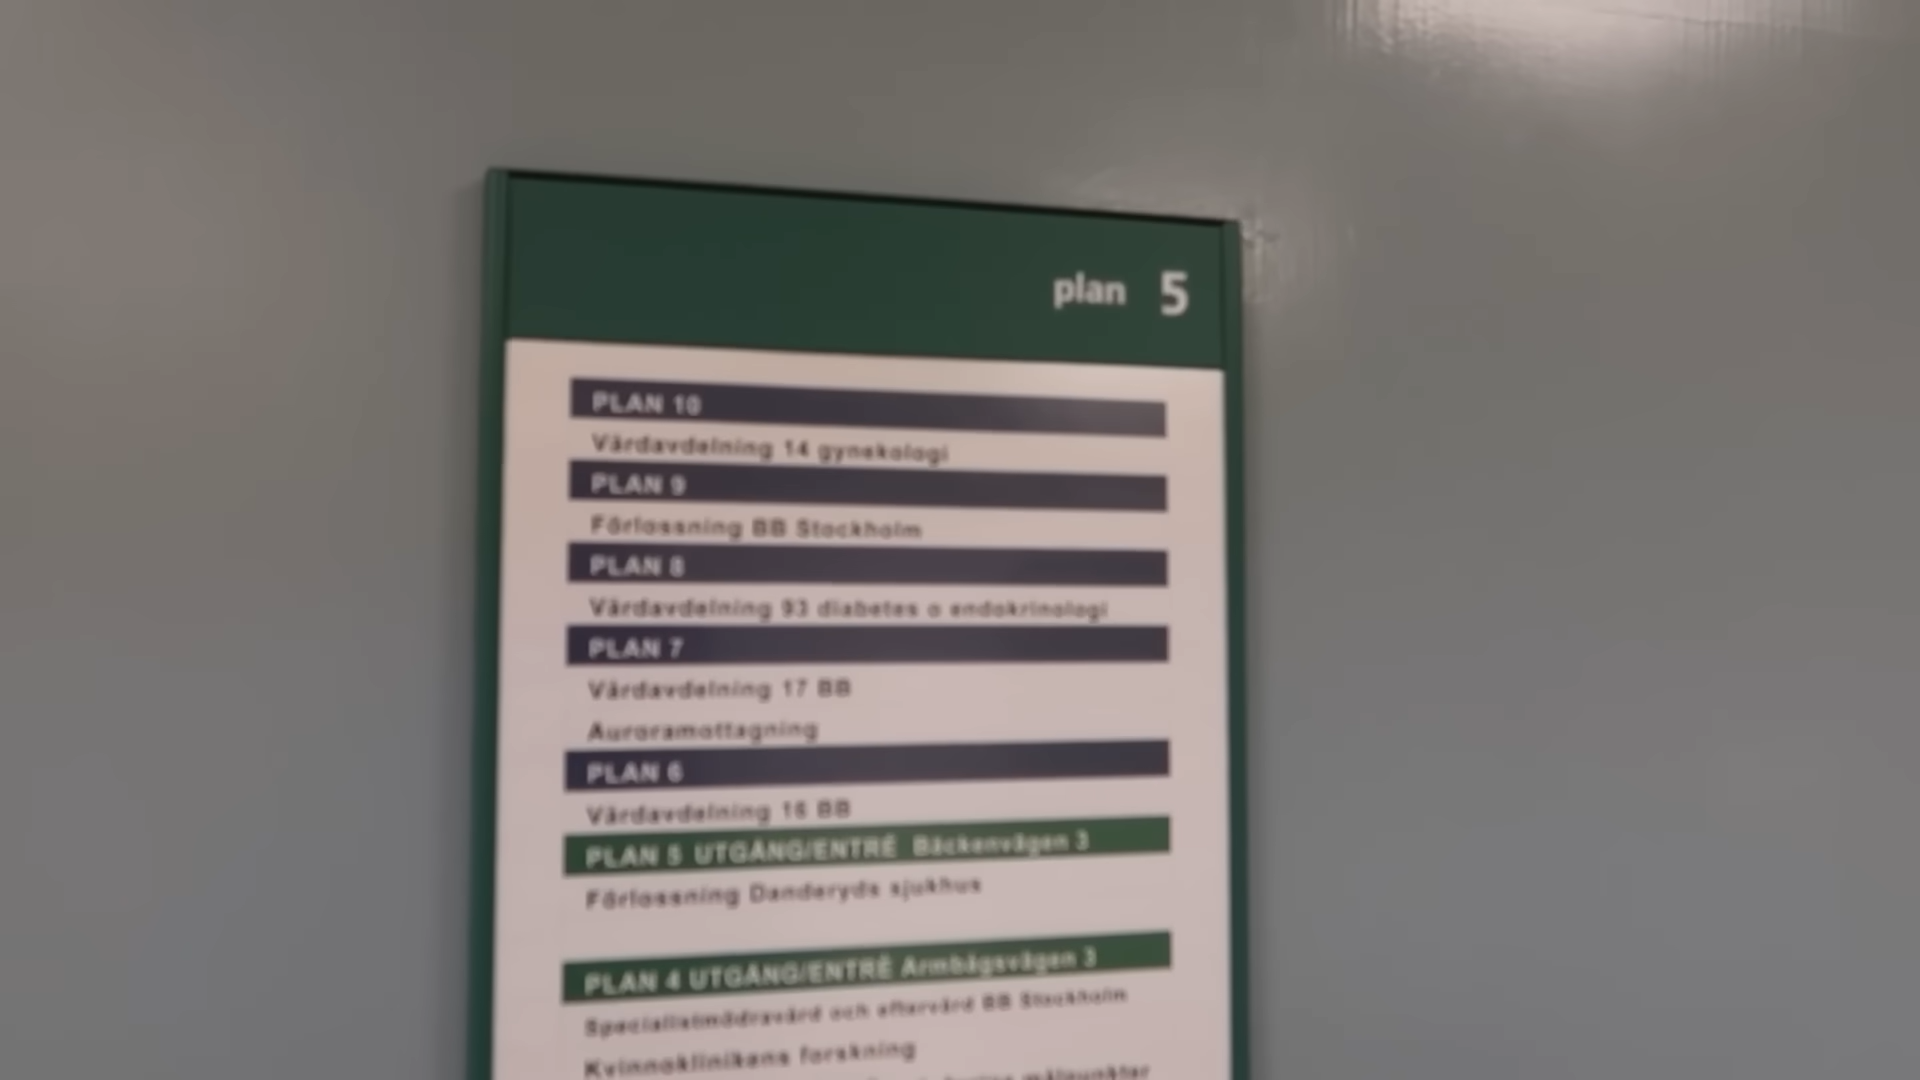 plan 5
PLAN 10
Vårdavdelning 14 gynekologi
PLAN 9
Förlossning BB Stockholm
PLAN 8
Vårdavdelning 93 diabetes o endokrinologi
PLAN 7
Vårdavdelning 17 BB
Auroramottagning
PLAN 6
Vårdavdelning 16 BB
PLAN 5 UTGÅNG/ENTRÉ Bäckenvägen 3
Förlossning Danderyds sjukhus
PLAN 4 UTGÅNG/ENTRÉ Armbågsvägen 3
Specialistmödravård och eftervård BB Stockholm
Kvinnoklinikens forskning
målpunkter